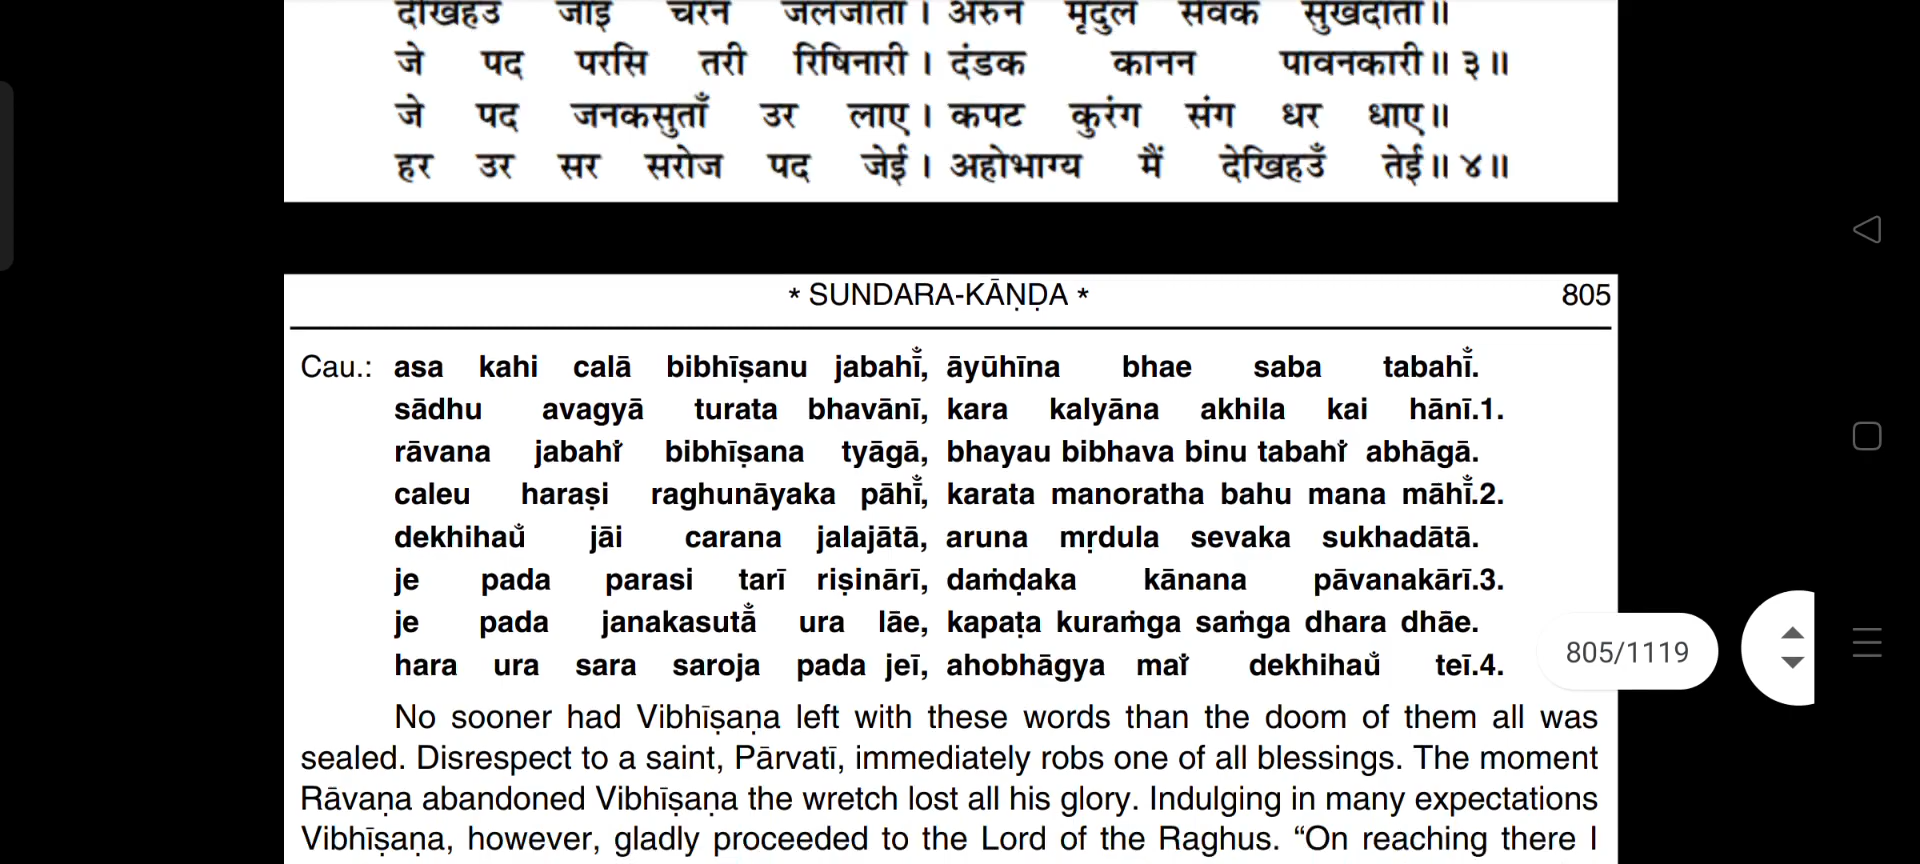 देखिहउँ जाइ चरन जलजाता। अरुन मृदुल सेवक सुखदाता॥
जे पद परसि तरी रिषिनारी। दंडक कानन पावनकारी॥ ३॥
जे पद जनकसुताँ उर लाए। कपट कुरंग संग धर धाए॥
हर उर सर सरोज पद जेई। अहोभाग्य मैं देखिहउँ तेई॥ ४॥
* SUNDARA-KĀṆḌA * 805
Cau.: asa kahi calā bibhīṣanu jabahī̐, āyūhīna bhae saba tabahī̐.
sādhu avagyā turata bhavānī, kara kalyāna akhila kai hānī.1.
rāvana jabahi̐ bibhīṣana tyāgā, bhayau bibhava binu tabahi̐ abhāgā.
caleu haraṣi raghunāyaka pāhī̐, karata manoratha bahu mana māhī̐.2.
dekhihau̐ jāi carana jalajātā, aruna mṛdula sevaka sukhadātā.
je pada parasi tarī riṣinārī, daṁḍaka kānana pāvanakārī.3.
je pada janakasutā̐ ura lāe, kapaṭa kuraṁga saṁga dhara dhāe.
hara ura sara saroja pada jeī, ahobhāgya mai̐ dekhihau̐ teī.4.
805/1119
No sooner had Vibhīṣaṇa left with these words than the doom of them all was
sealed. Disrespect to a saint, Pārvatī, immediately robs one of all blessings. The moment
Rāvaṇa abandoned Vibhīṣaṇa the wretch lost all his glory. Indulging in many expectations
Vibhīṣaṇa, however, gladly proceeded to the Lord of the Raghus. “On reaching there I